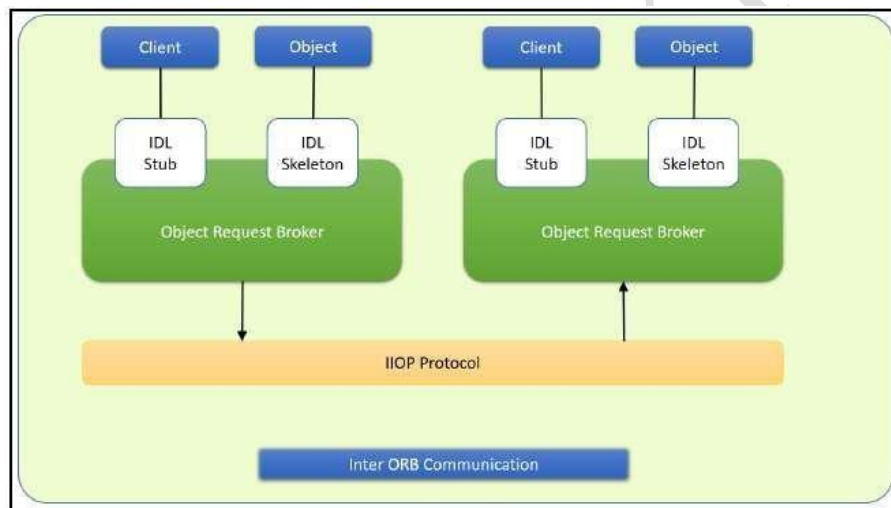 Client
Object
Client
Object
IDL
Stub
IDL
Skeleton
IDL
Stub
IDL
Skeleton
Object Request Broker
Object Request Broker
IIOP Protocol
Inter ORB Communication